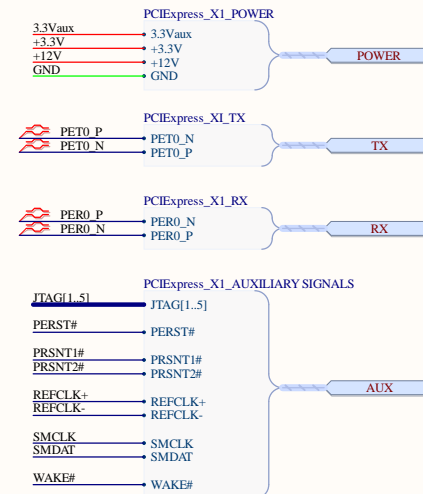 PCIExpress_X1_POWER
3.3Vaux 3.3Vaux
+3.3V +3.3V
+12V +12V POWER
GND GND
PCIExpress_XI_TX
PET0_P PET0_N
PET0_N PET0_P TX
PCIExpress_X1_RX
PER0_P PER0_N
PER0_N PER0_P RX
PCIExpress_X1_AUXILIARY SIGNALS
JTAG[1..5] JTAG[1..5]
PERST# PERST#
PRSNT1# PRSNT1#
PRSNT2# PRSNT2#
AUX
REFCLK+ REFCLK+
REFCLK- REFCLK-
SMCLK SMCLK
SMDAT SMDAT
WAKE# WAKE#